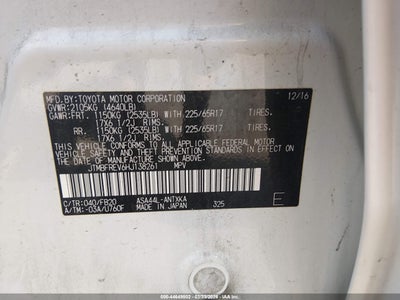 MFD. BY: TOYOTA MOTOR CORPORATION 12/16
GVWR: 2105KG (4640LB)
GAWR: FRT. 1150KG (2535LB) WITH 225/65R17 TIRES,
17X6 1/2J RIMS.
RR. 1150KG (2535LB) WITH 225/65R17 TIRES,
17X6 1/2J RIMS.
THIS VEHICLE CONFORMS TO ALL APPLICABLE FEDERAL MOTOR
VEHICLE SAFETY AND
THEFT PREVENTION STANDARDS IN EFFECT ON THE DATE OF
MANUFACTURE SHOWN ABOVE.
JTMBFREV6HJ138261 MPV
C/TR: 040/FB20 ASA44L-ANTXKA
A/TM: -03A/U760F MADE IN JAPAN 325 E